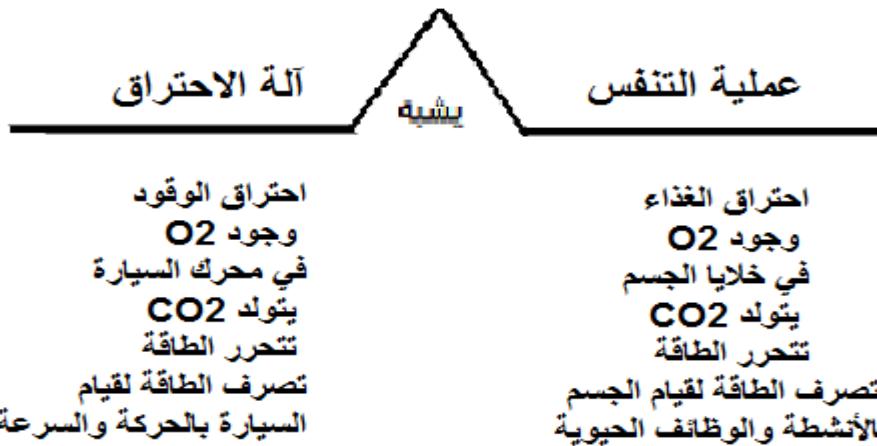 عملية التنفس
يشبة
آلة الاحتراق
احتراق الغذاء
وجود O2
في خلايا الجسم
يتولد CO2
تتحرر الطاقة
تصرف الطاقة لقيام الجسم
بالأنشطة والوظائف الحيوية
احتراق الوقود
وجود O2
في محرك السيارة
يتولد CO2
تتحرر الطاقة
تصرف الطاقة لقيام
السيارة بالحركة والسرعة